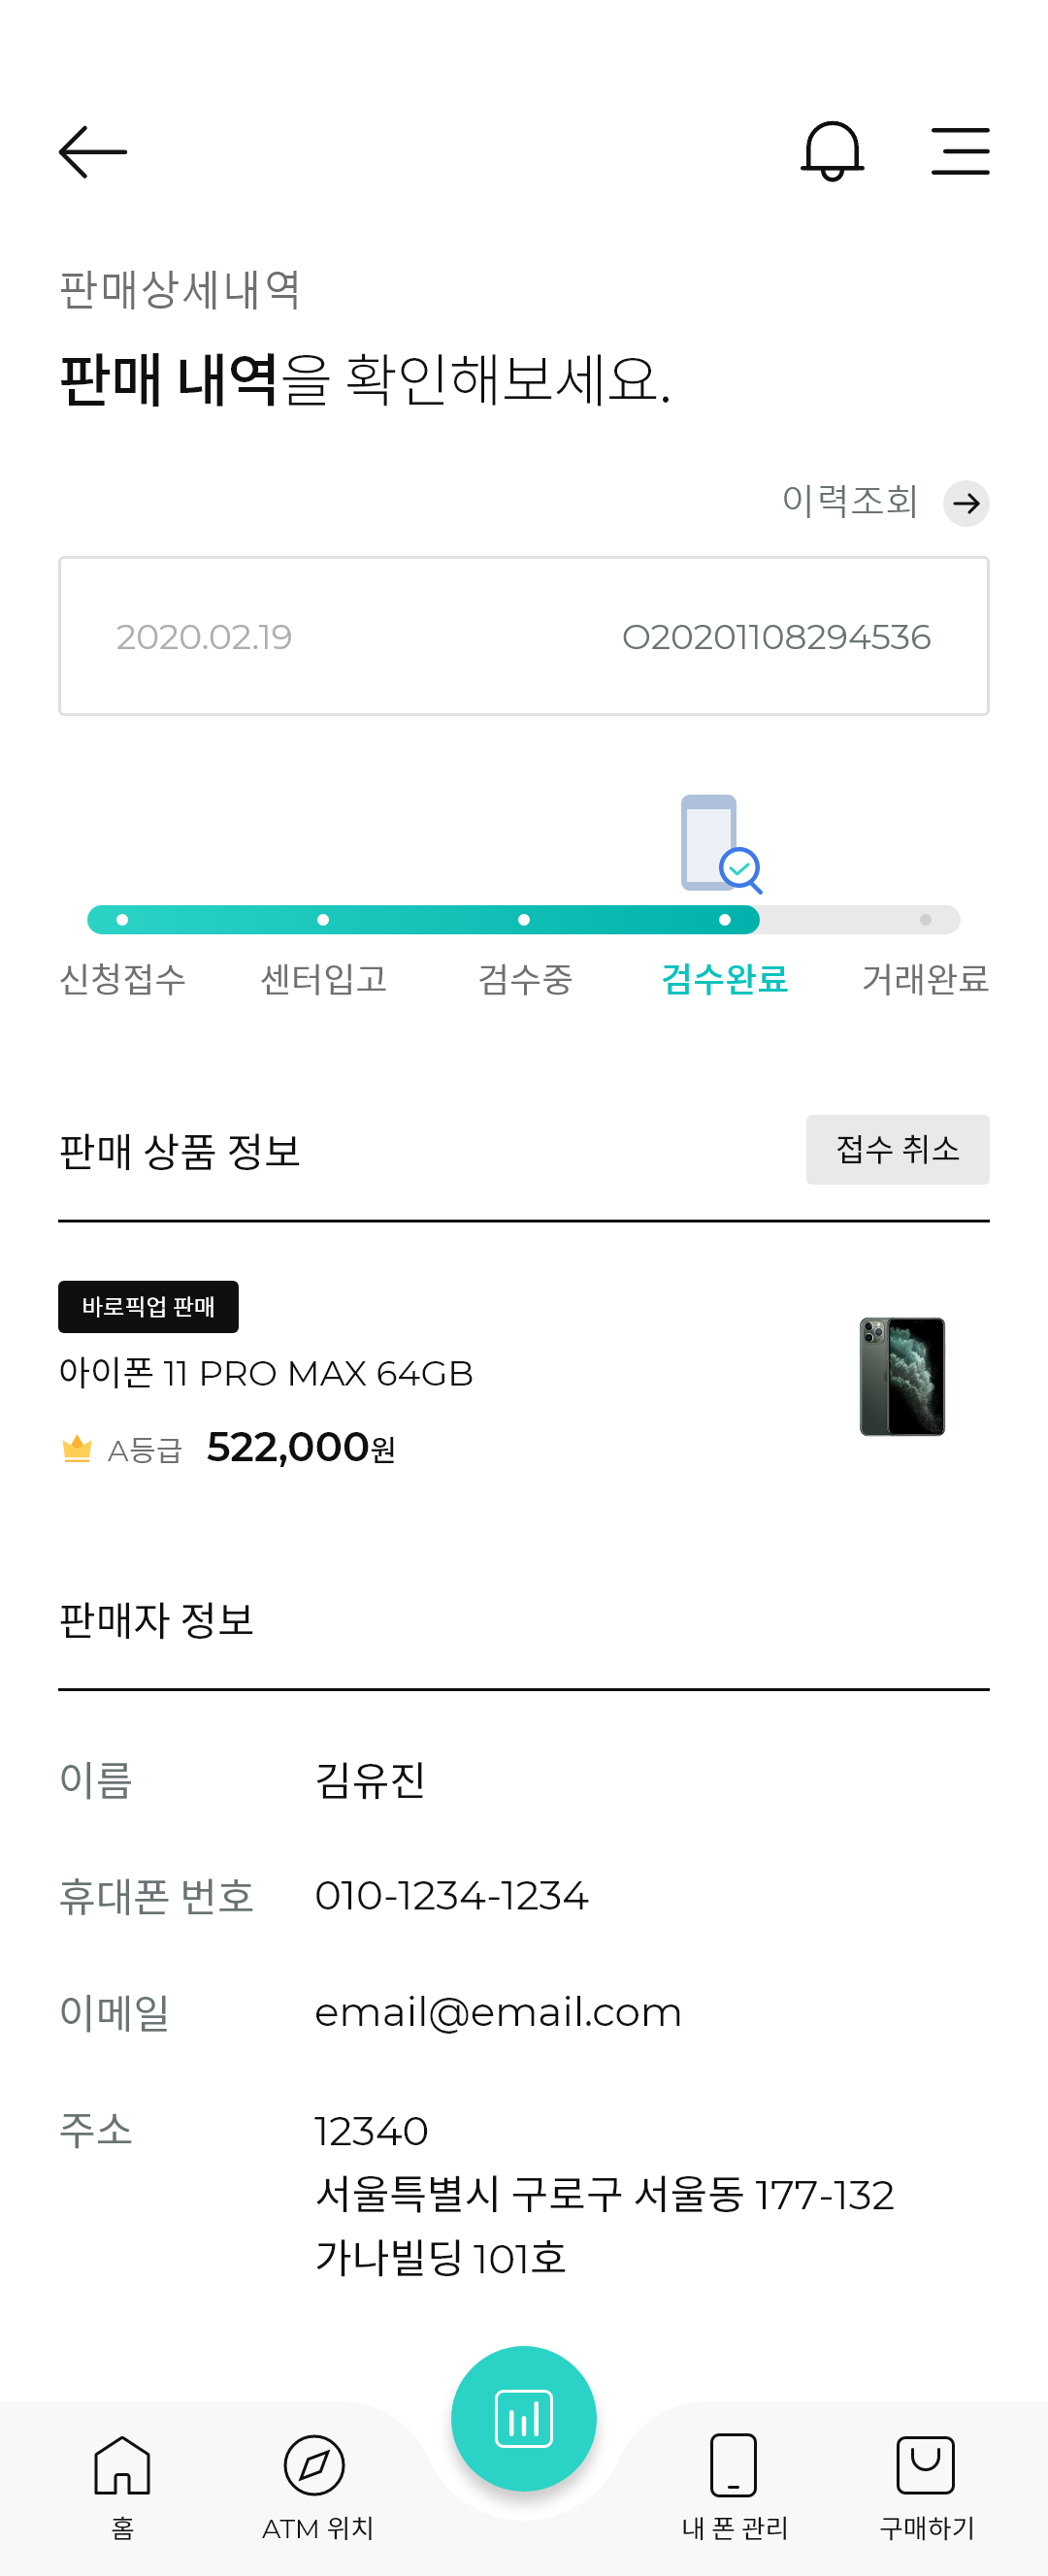 판매상세내역
판매 내역을 확인해보세요.
이력조회
2020.02.19 O20201108294536
신청접수 센터입고 검수중 검수완료 거래완료
판매 상품 정보 접수 취소
바로픽업 판매
아이폰 11 PRO MAX 64GB
A등급 522,000원
판매자 정보
이름 김유진
휴대폰 번호 010-1234-1234
이메일 email@email.com
주소 12340
서울특별시 구로구 서울동 177-132
가나빌딩 101호
홈 ATM 위치 내 폰 관리 구매하기